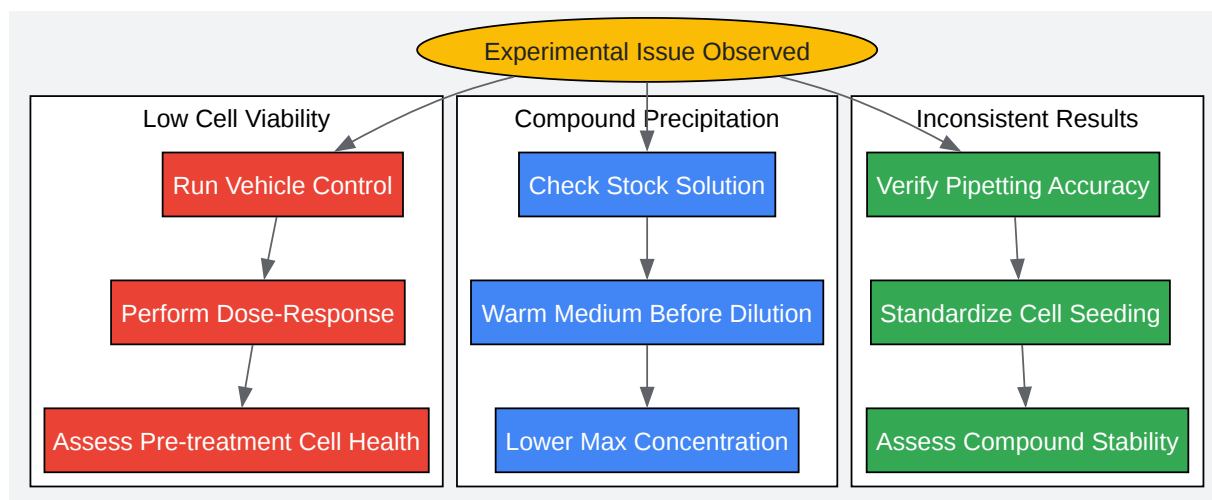 Experimental Issue Observed
Low Cell Viability
Run Vehicle Control
Perform Dose-Response
Assess Pre-treatment Cell Health
Compound Precipitation
Check Stock Solution
Warm Medium Before Dilution
Lower Max Concentration
Inconsistent Results
Verify Pipetting Accuracy
Standardize Cell Seeding
Assess Compound Stability